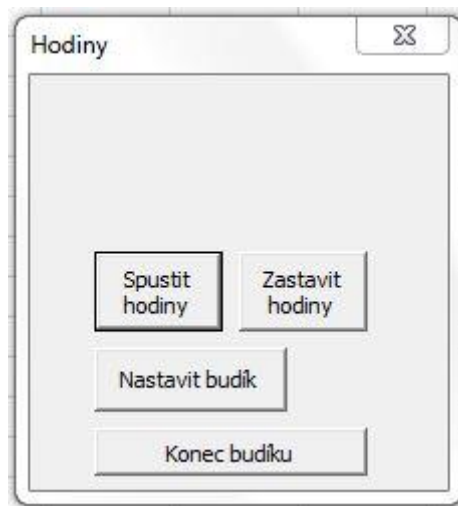 Hodiny
Spustit
hodiny
Zastavit
hodiny
Nastavit budík
Konec budíku